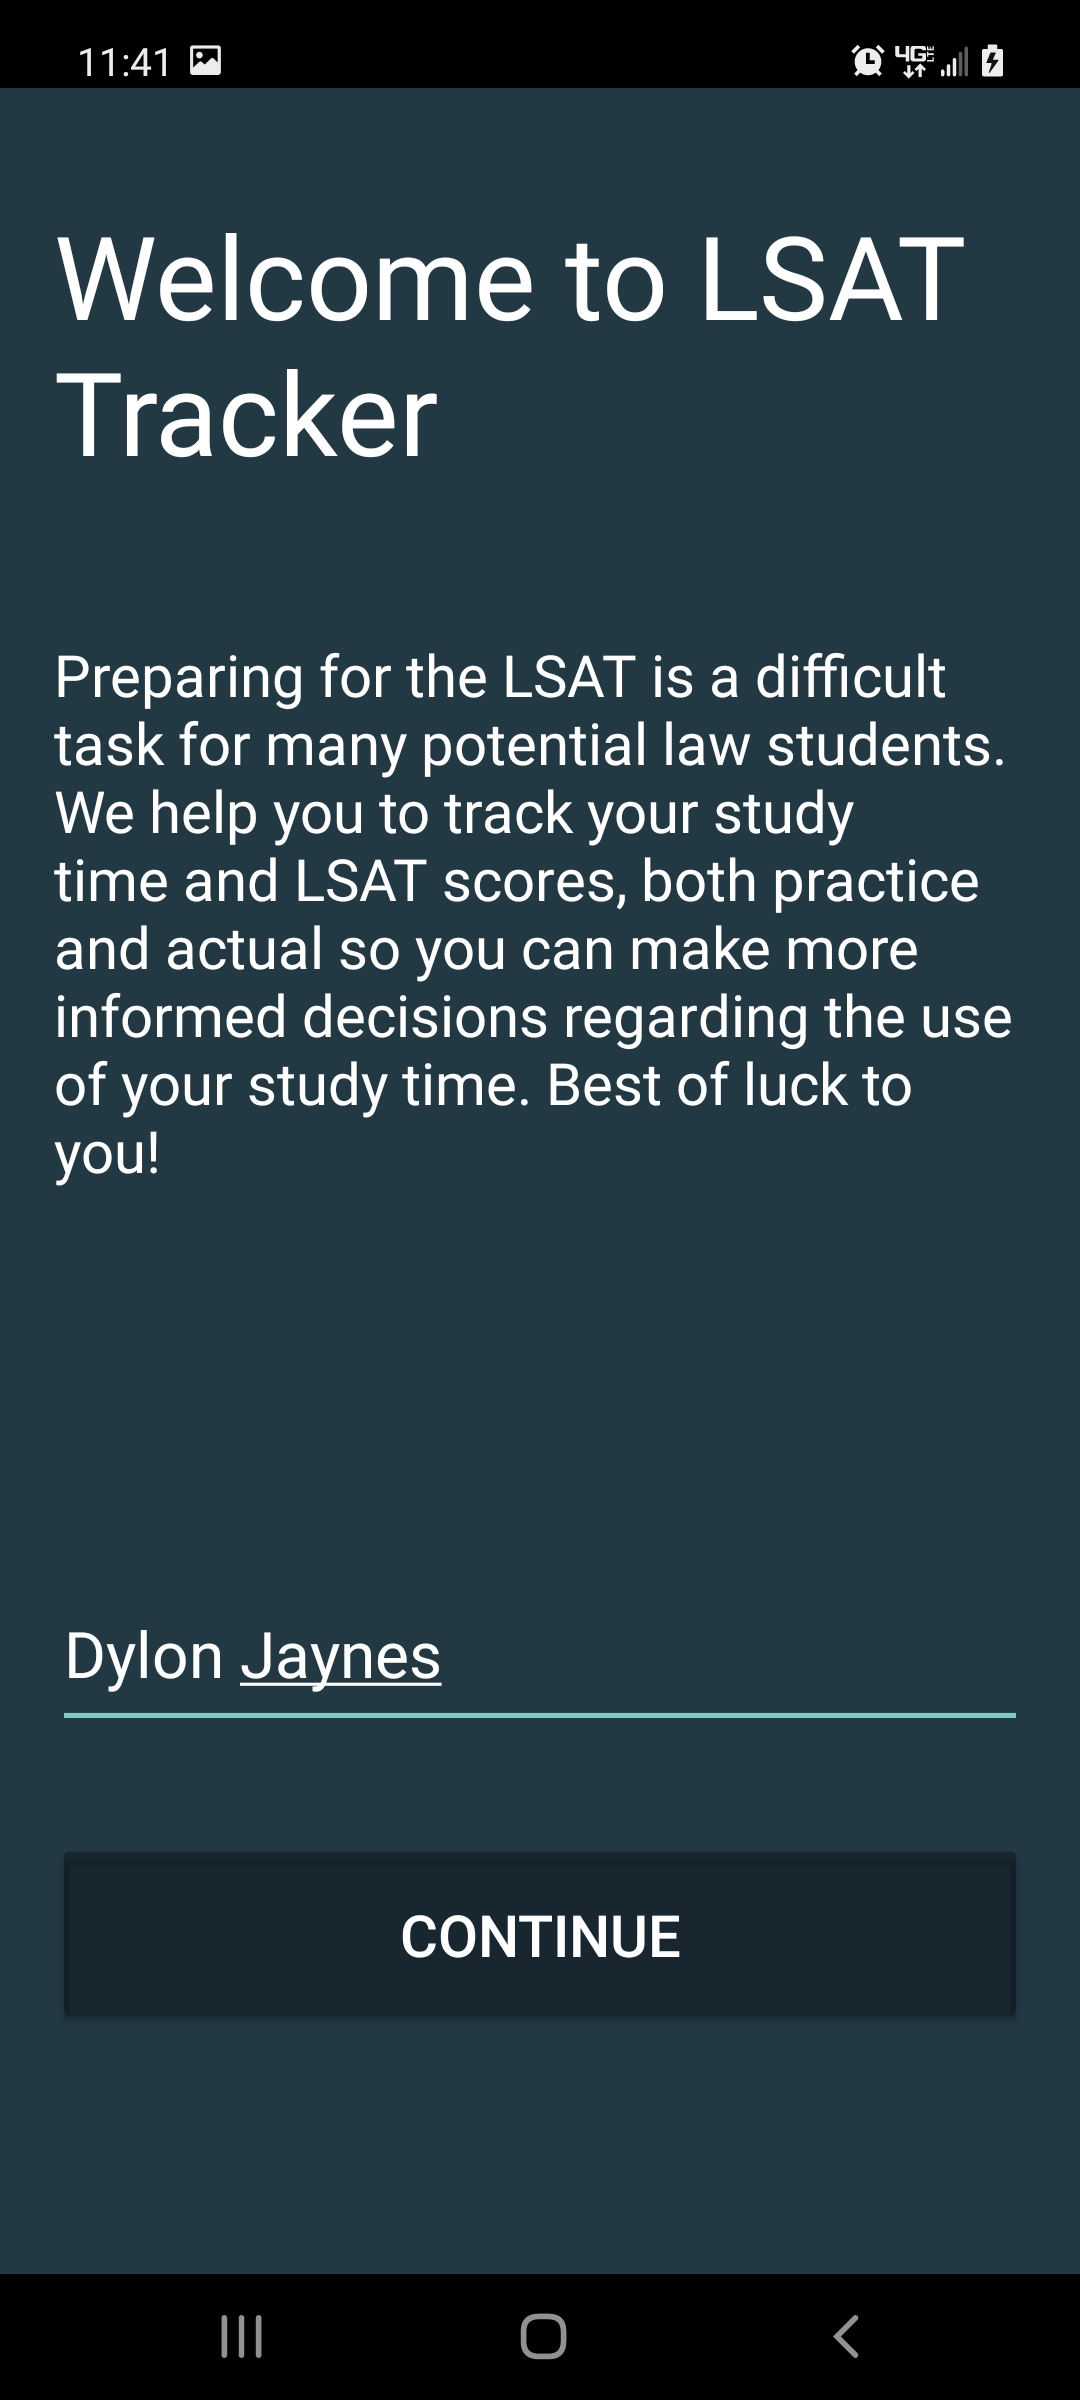 11:41
4G LTE
Welcome to LSAT
Tracker
Preparing for the LSAT is a difficult
task for many potential law students.
We help you to track your study
time and LSAT scores, both practice
and actual so you can make more
informed decisions regarding the use
of your study time. Best of luck to
you!
Dylon Jaynes
CONTINUE